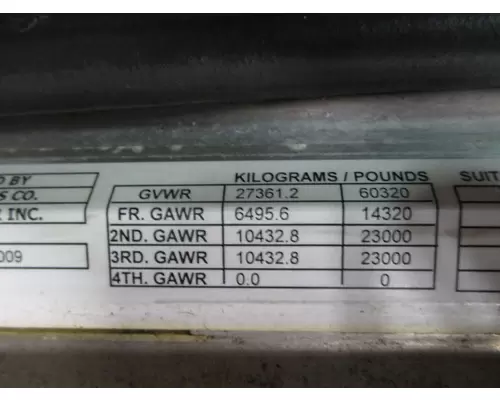 D BY
S CO.
R INC.
009
KILOGRAMS / POUNDS
GVWR 27361.2 60320
FR. GAWR 6495.6 14320
2ND. GAWR 10432.8 23000
3RD. GAWR 10432.8 23000
4TH. GAWR 0.0 0
SUIT